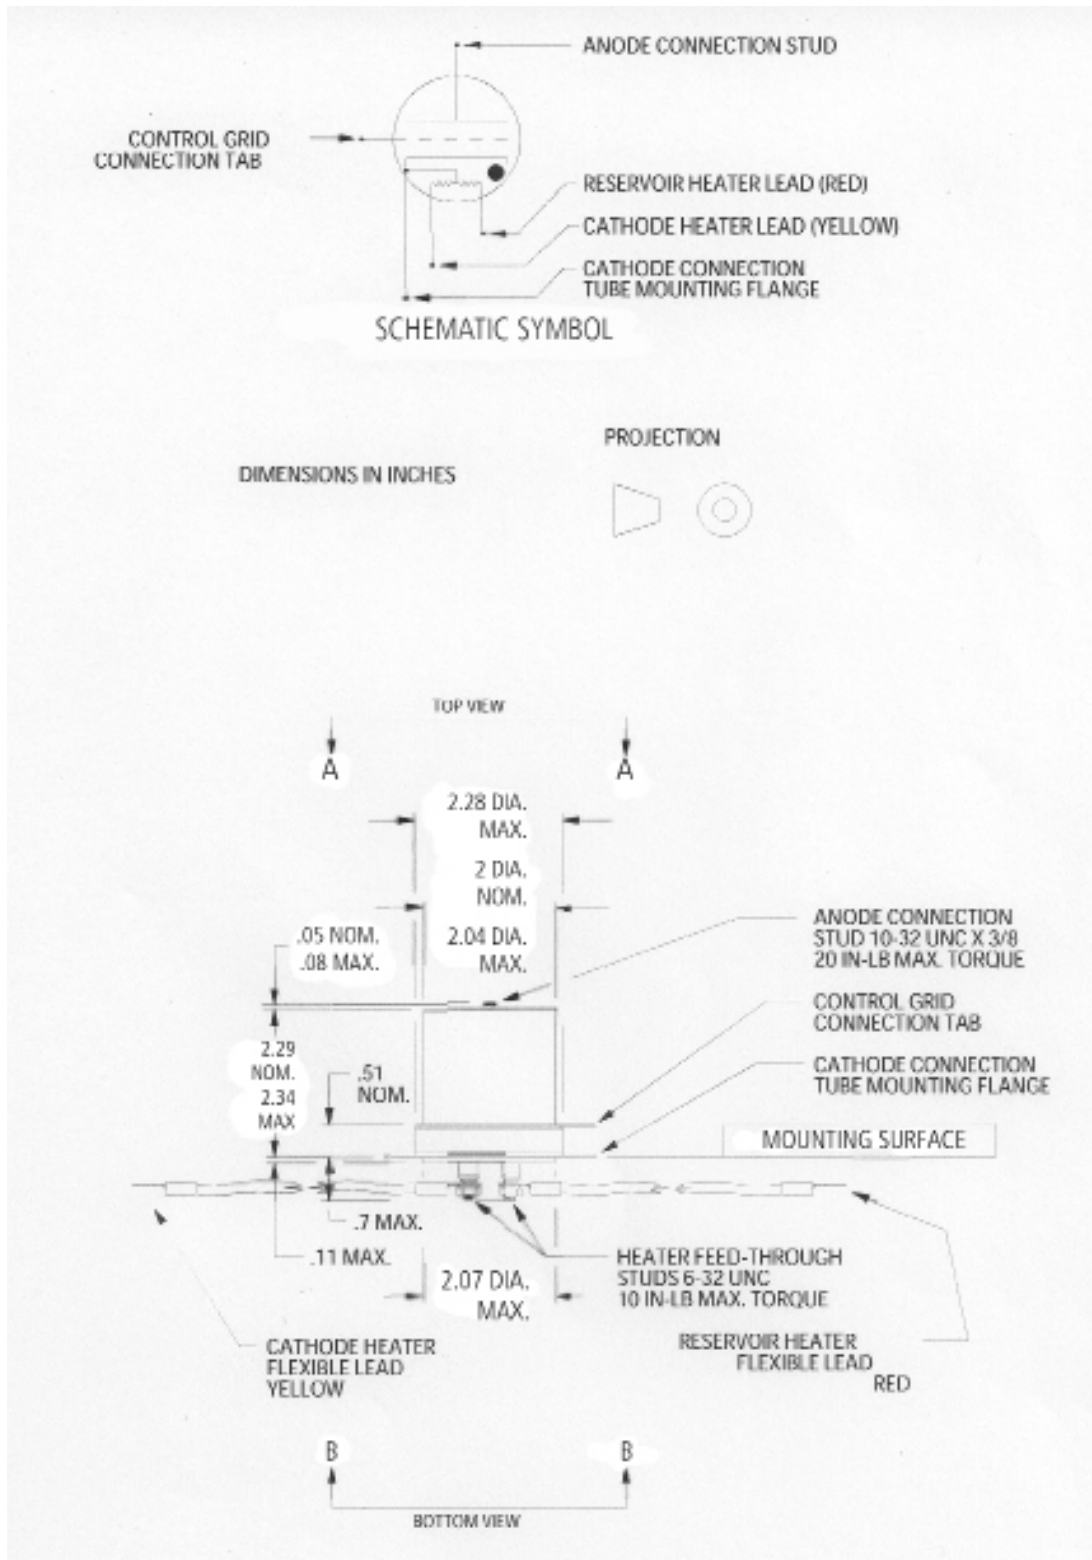 ANODE CONNECTION STUD
CONTROL GRID
CONNECTION TAB
RESERVOIR HEATER LEAD (RED)
CATHODE HEATER LEAD (YELLOW)
CATHODE CONNECTION
TUBE MOUNTING FLANGE
SCHEMATIC SYMBOL
PROJECTION
DIMENSIONS IN INCHES
TOP VIEW
A
A
2.28 DIA.
MAX.
2 DIA.
NOM.
2.04 DIA.
MAX.
.05 NOM.
.08 MAX.
ANODE CONNECTION
STUD 10-32 UNC X 3/8
20 IN-LB MAX. TORQUE
CONTROL GRID
CONNECTION TAB
2.29
NOM.
2.34
MAX
.51
NOM.
CATHODE CONNECTION
TUBE MOUNTING FLANGE
MOUNTING SURFACE
.7 MAX.
.11 MAX.
2.07 DIA.
MAX.
HEATER FEED-THROUGH
STUDS 6-32 UNC
10 IN-LB MAX. TORQUE
CATHODE HEATER
FLEXIBLE LEAD
YELLOW
RESERVOIR HEATER
FLEXIBLE LEAD
RED
B
B
BOTTOM VIEW